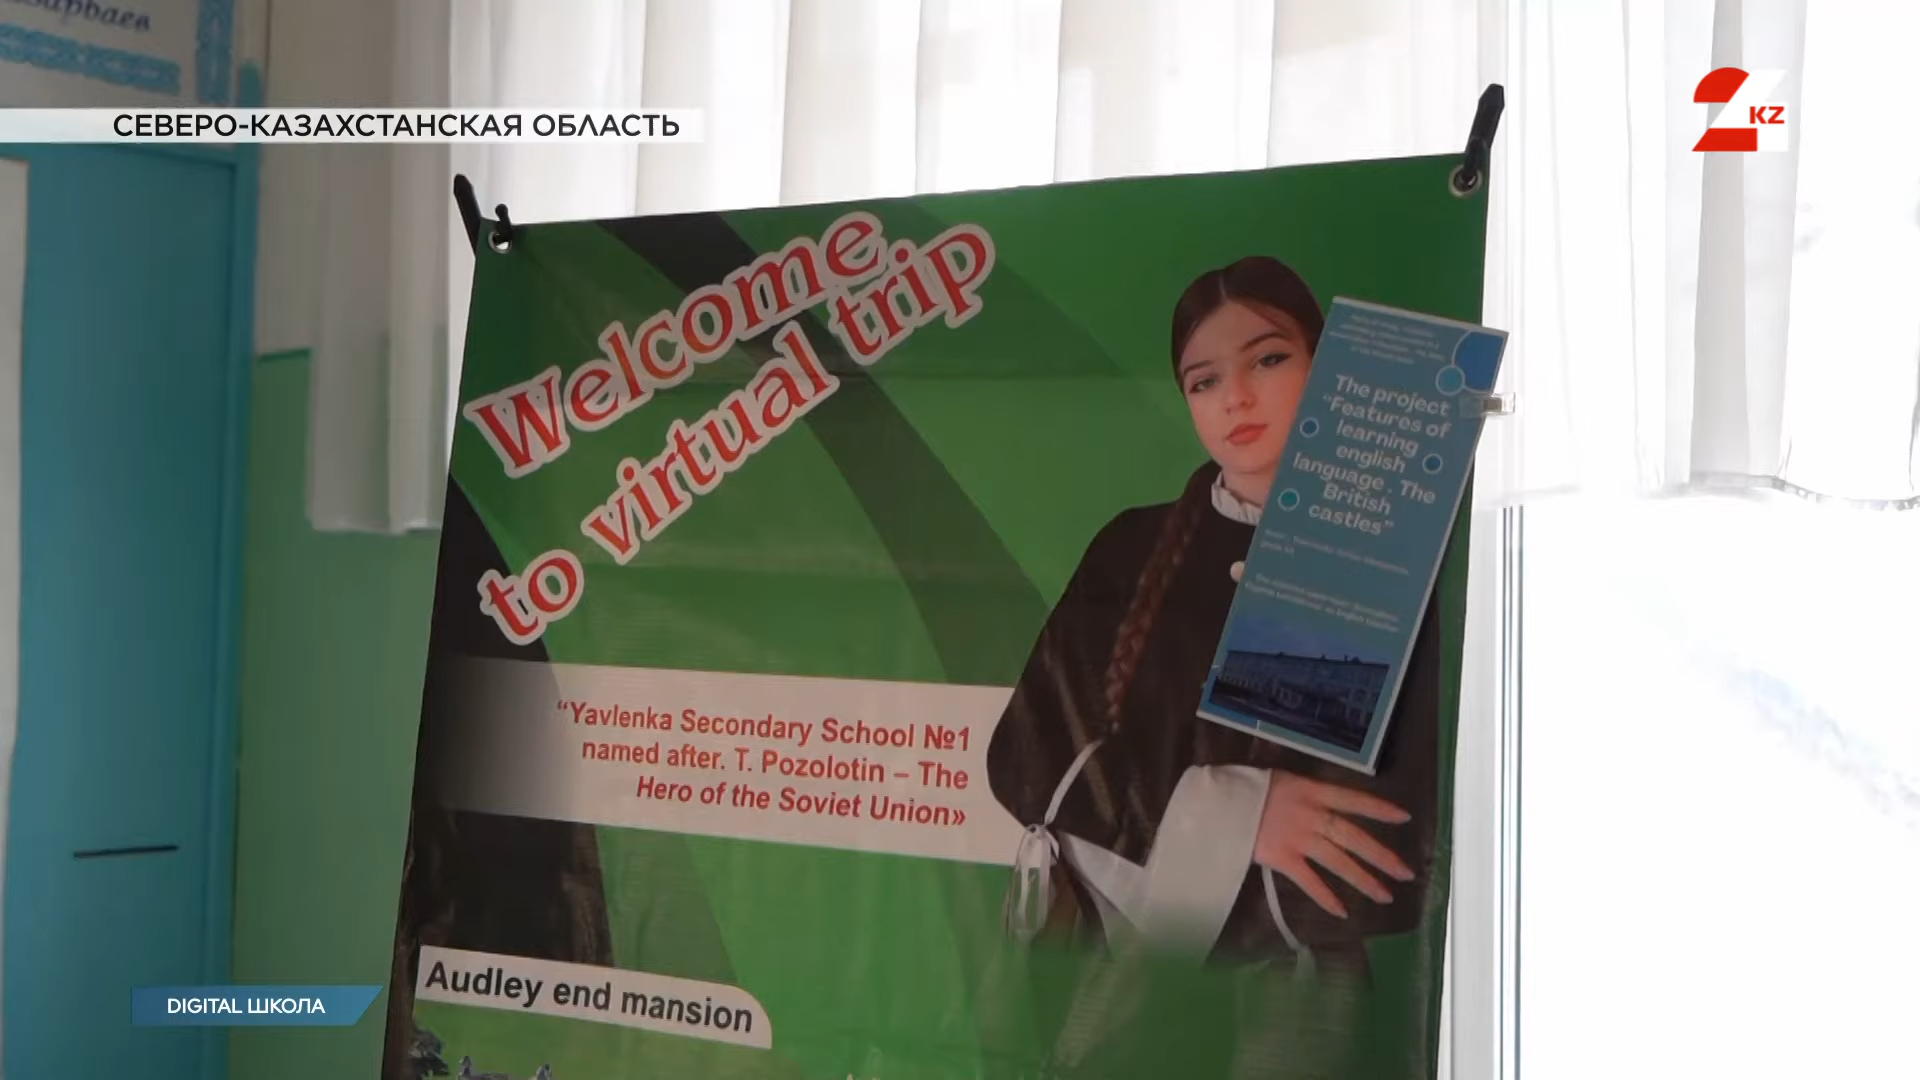 СЕВЕРО-КАЗАХСТАНСКАЯ ОБЛАСТЬ
KZ
Welcome
to virtual trip
The project
“Features of
learning
english
language . The
British
castles”
“Yavlenka Secondary School №1
named after. T. Pozolotin – The
Hero of the Soviet Union»
Audley end mansion
DIGITAL ШКОЛА